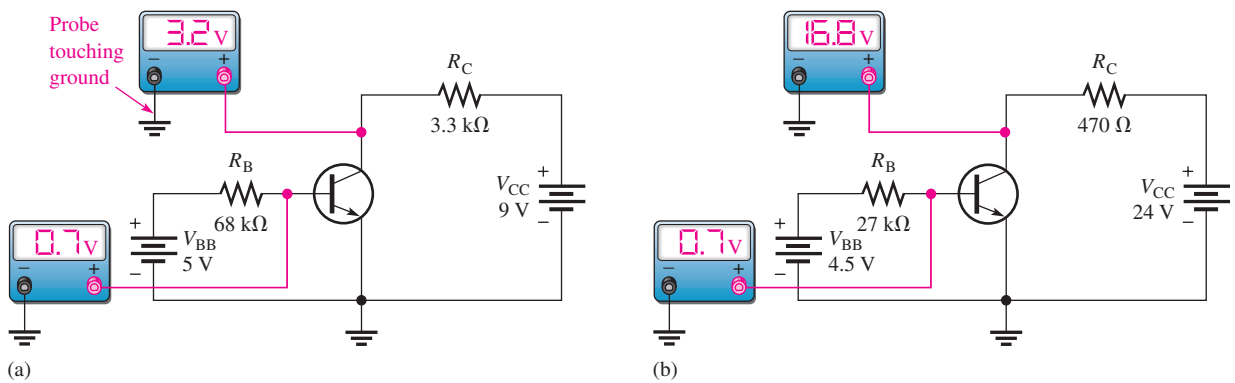 Probe
touching
ground
3.2 V
− +
R_C
3.3 kΩ
R_B
68 kΩ
+
V_CC
9 V
−
0.7 V
− +
+
V_BB
5 V
−
(a)
16.8 V
− +
R_C
470 Ω
R_B
27 kΩ
+
V_CC
24 V
−
0.7 V
− +
+
V_BB
4.5 V
−
(b)